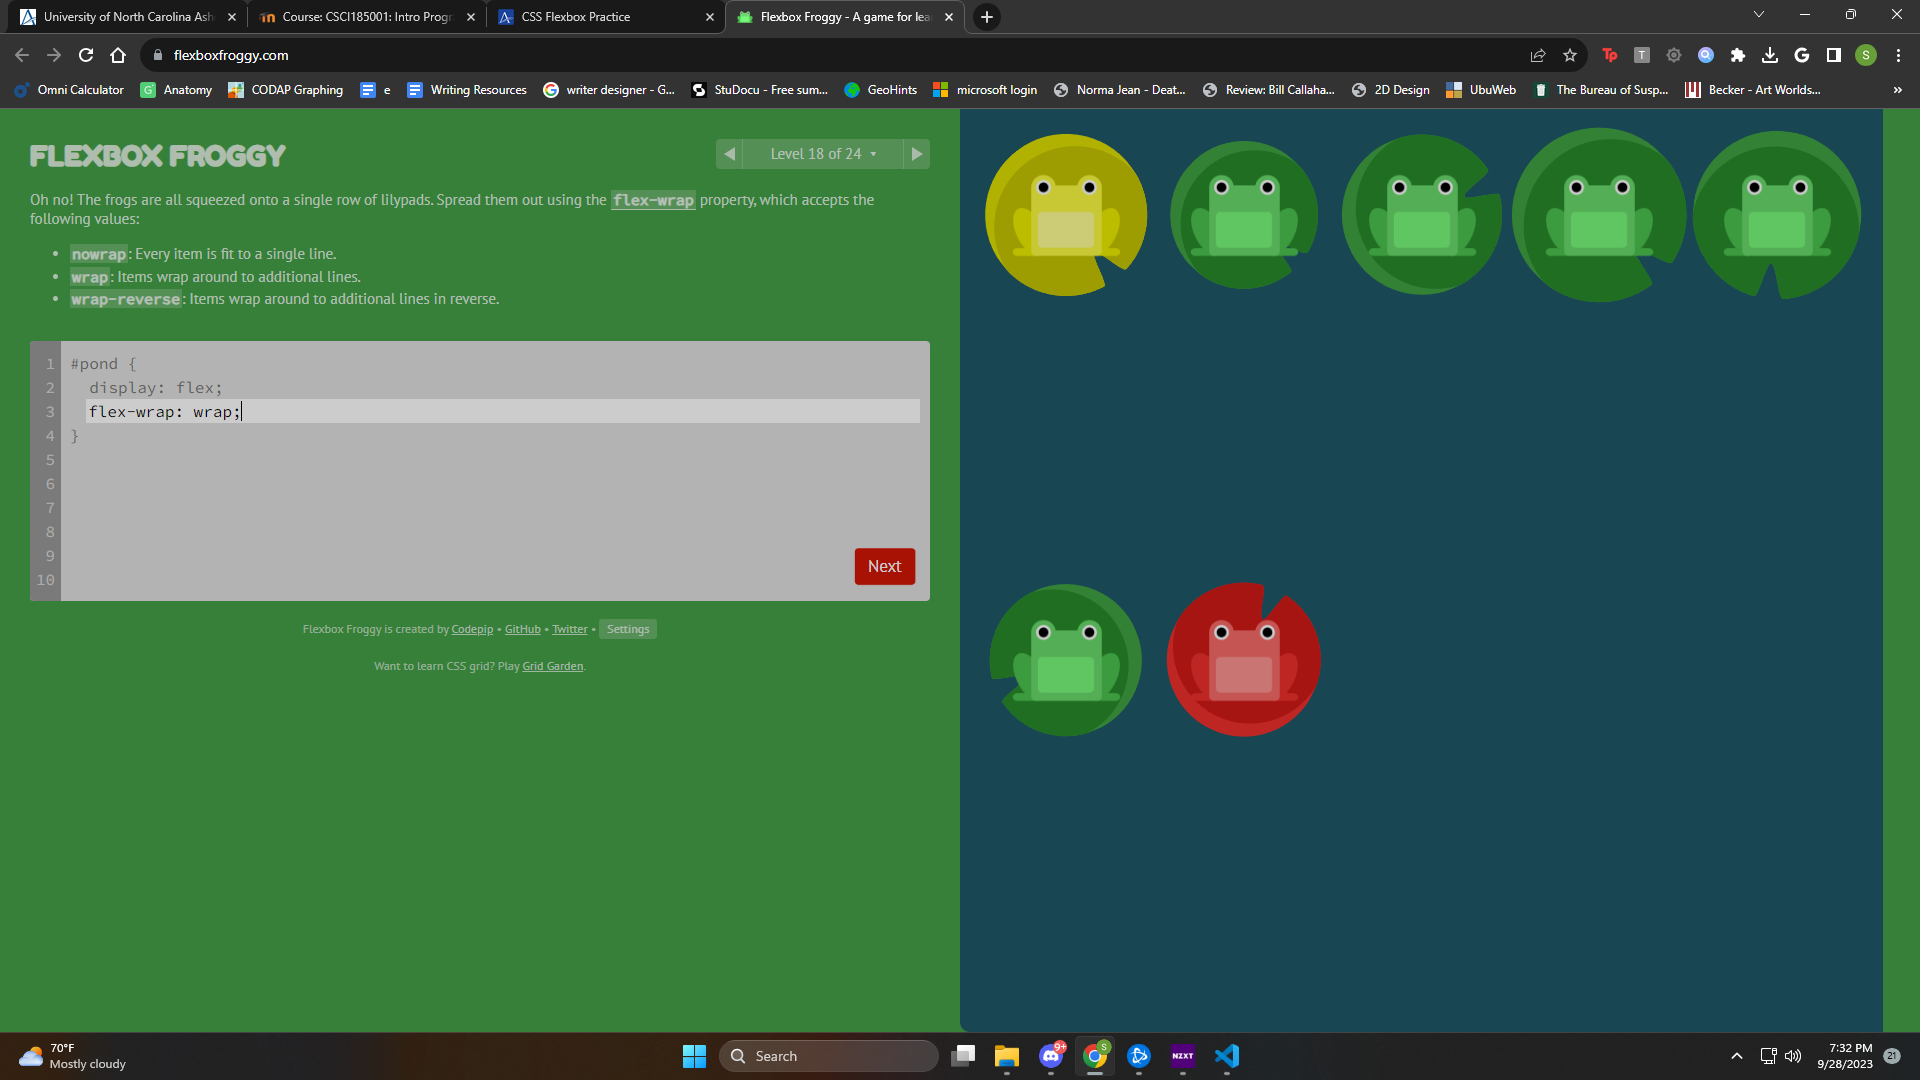 University of North Carolina Ash
Course: CSCI185001: Intro Progr
CSS Flexbox Practice
Flexbox Froggy - A game for lear
flexboxfroggy.com
Tp
T
G
S
Omni Calculator
Anatomy
CODAP Graphing
e
Writing Resources
writer designer - G...
StuDocu - Free sum...
GeoHints
microsoft login
Norma Jean - Deat...
Review: Bill Callaha...
2D Design
UbuWeb
The Bureau of Susp...
Becker - Art Worlds...
»
FLEXBOX FROGGY
Level 18 of 24
Oh no! The frogs are all squeezed onto a single row of lilypads. Spread them out using the flex-wrap property, which accepts the
following values:
• nowrap: Every item is fit to a single line.
• wrap: Items wrap around to additional lines.
• wrap-reverse: Items wrap around to additional lines in reverse.
1 #pond {
2 display: flex;
3 flex-wrap: wrap;
4 }
5
6
7
8
9
10
Next
Flexbox Froggy is created by Codepip • GitHub • Twitter • Settings
Want to learn CSS grid? Play Grid Garden.
70°F
Mostly cloudy
Search
9+
S
NZXT
7:32 PM
9/28/2023
21